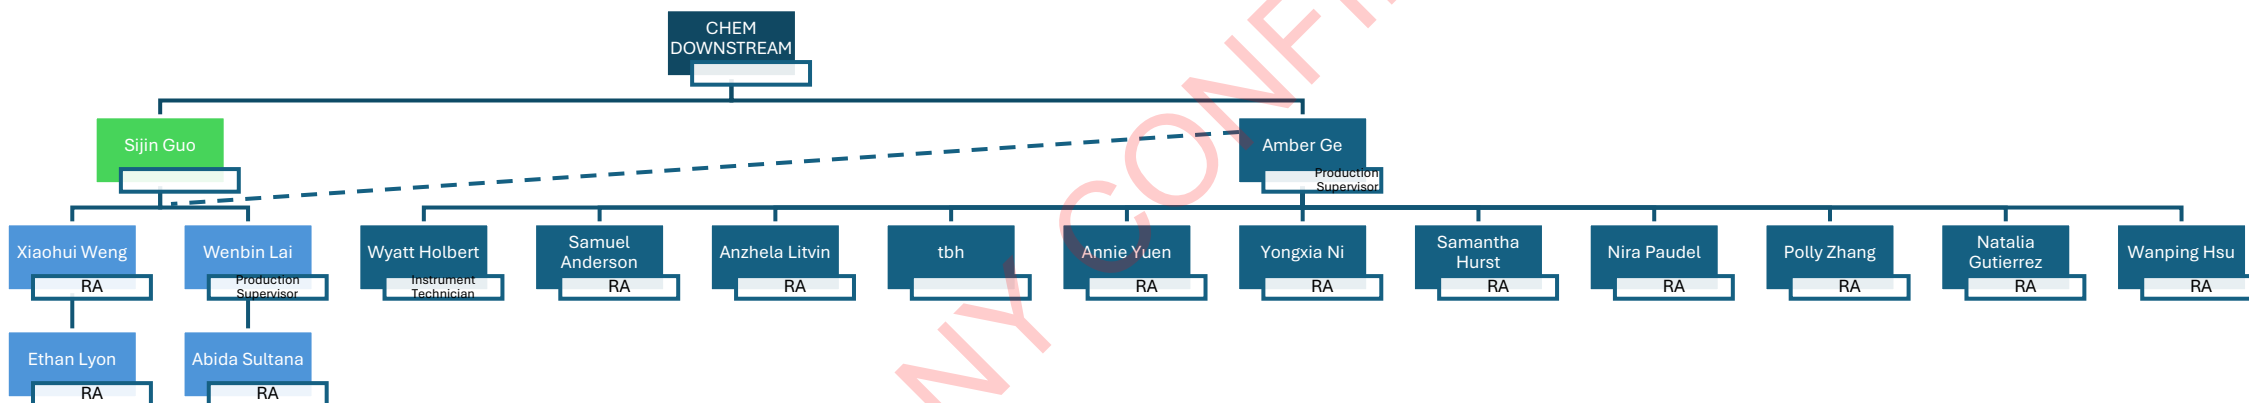 CHEM
DOWNSTREAM
Sijin Guo
Amber Ge
Production
Supervisor
Xiaohui Weng
RA
Wenbin Lai
Production
Supervisor
Wyatt Holbert
Instrument
Technician
Samuel
Anderson
RA
Anzhela Litvin
RA
tbh
Annie Yuen
RA
Yongxia Ni
RA
Samantha
Hurst
RA
Nira Paudel
RA
Polly Zhang
RA
Natalia
Gutierrez
RA
Wanping Hsu
RA
Ethan Lyon
RA
Abida Sultana
RA
NY CONF